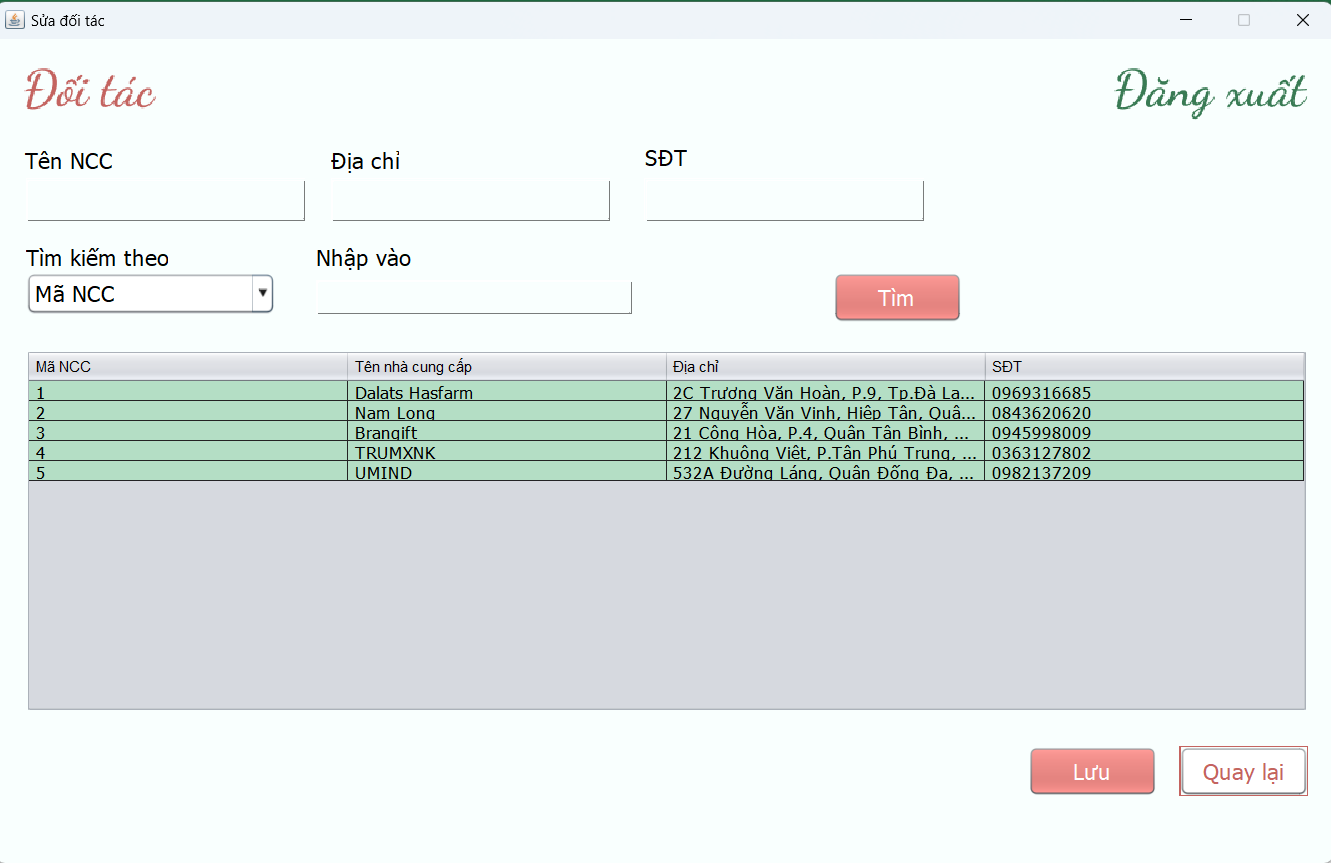 Sửa đối tác
Đối tác
Đăng xuất
Tên NCC
Địa chỉ
SĐT
Tìm kiếm theo
Nhập vào
Mã NCC
Tìm
Mã NCC Tên nhà cung cấp Địa chỉ SĐT
1 Dalats Hasfarm 2C Trương Văn Hoàn, P.9, Tp.Đà La... 0969316685
2 Nam Long 27 Nguyễn Văn Vinh, Hiệp Tân, Quậ... 0843620620
3 Brangift 21 Cộng Hòa, P.4, Quận Tân Bình, ... 0945998009
4 TRUMXNK 212 Khuông Việt, P.Tân Phú Trung, ... 0363127802
5 UMIND 532A Đường Láng, Quận Đống Đa, ... 0982137209
Lưu
Quay lại